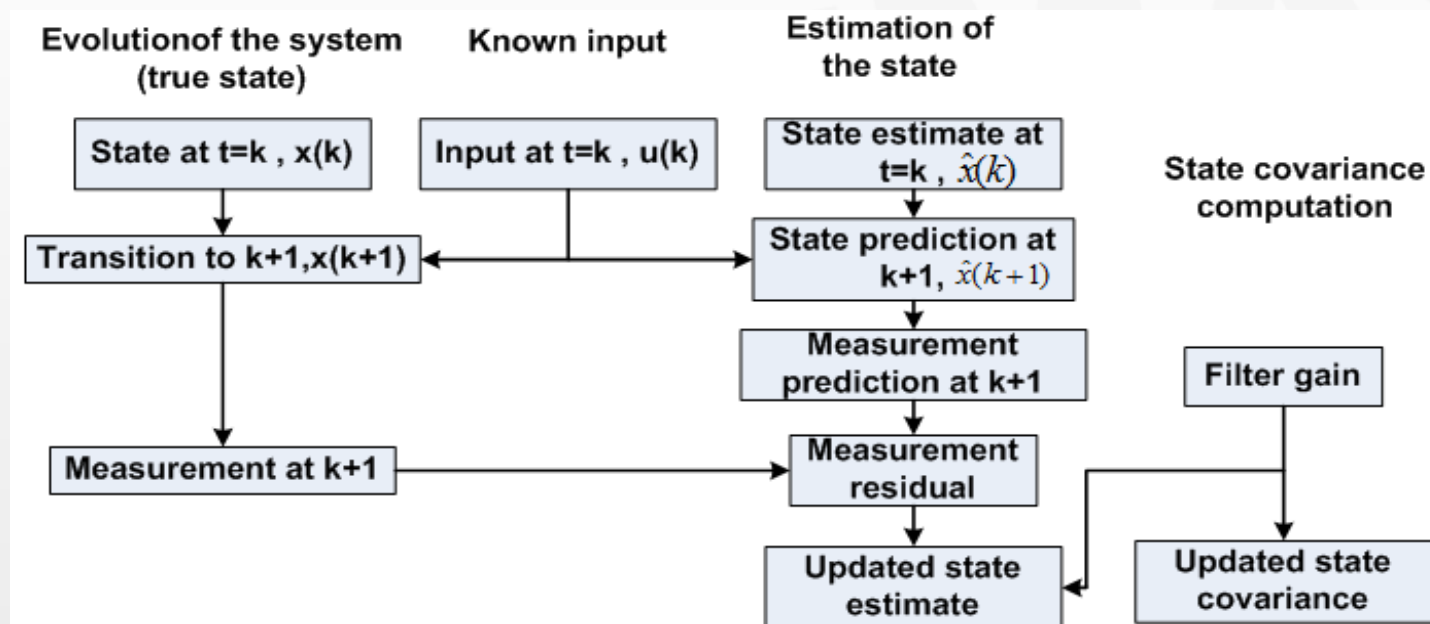 Evolutionof the system
(true state)
Known input
Estimation of
the state
State covariance
computation
State at t=k , x(k)
Input at t=k , u(k)
State estimate at
t=k , x̂(k)
Transition to k+1,x(k+1)
State prediction at
k+1, x̂(k+1)
Measurement
prediction at k+1
Filter gain
Measurement at k+1
Measurement
residual
Updated state
estimate
Updated state
covariance